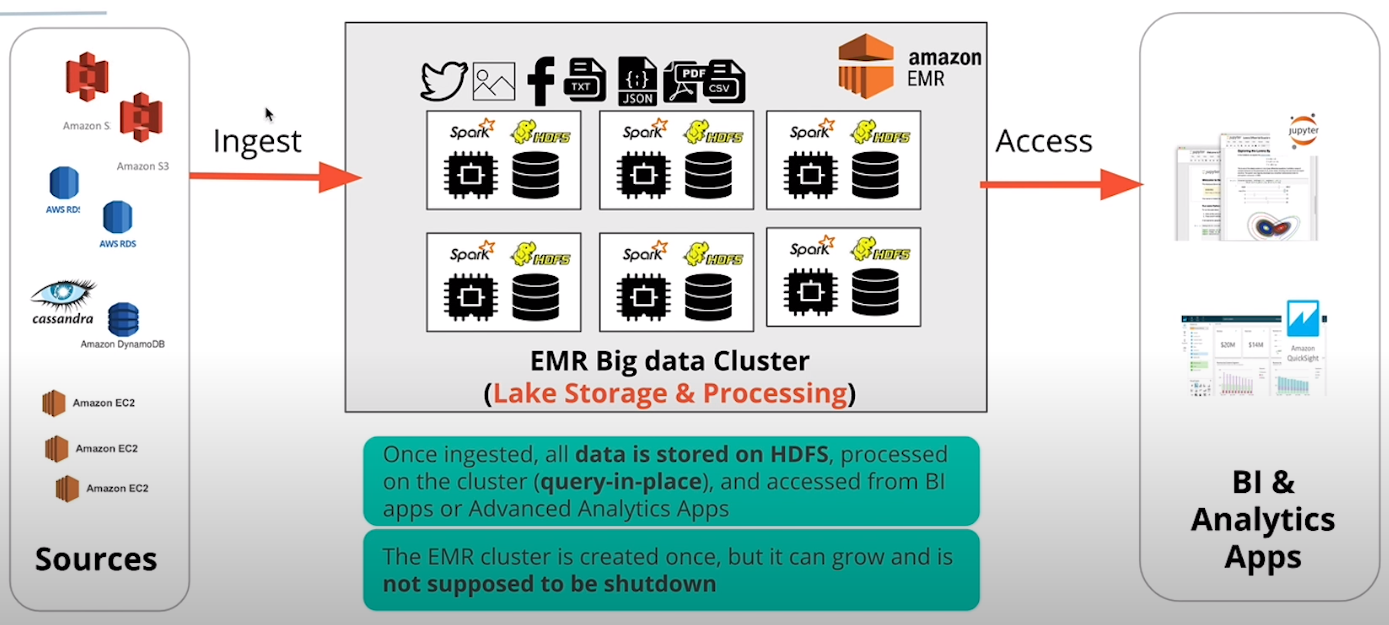 Amazon S
Amazon S3
AWS RDS
AWS RDS
cassandra
Amazon DynamoDB
Amazon EC2
Amazon EC2
Amazon EC2
Sources
Ingest
TXT
{;}
JSON
PDF
CSV
amazon
EMR
Spark HDFS
Spark HDFS
Spark HDFS
Spark HDFS
Spark HDFS
Spark HDFS
EMR Big data Cluster
(Lake Storage & Processing)
Once ingested, all data is stored on HDFS, processed
on the cluster (query-in-place), and accessed from BI
apps or Advanced Analytics Apps
The EMR cluster is created once, but it can grow and is
not supposed to be shutdown
Access
jupyter
$20M
$14M
Amazon
QuickSight
BI &
Analytics
Apps